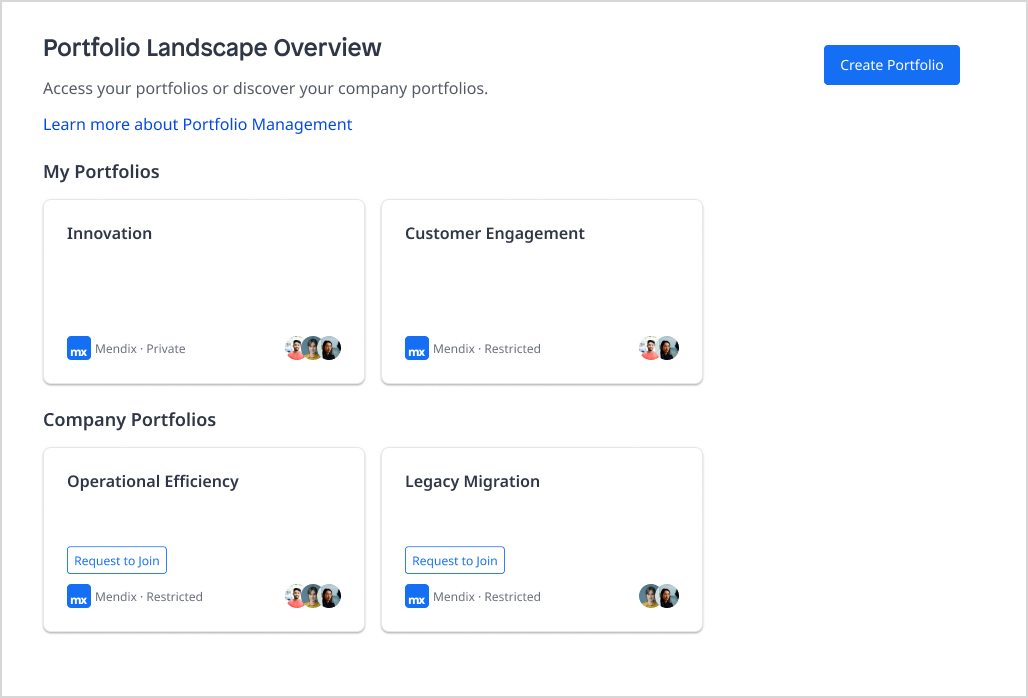 Portfolio Landscape Overview
Create Portfolio
Access your portfolios or discover your company portfolios.
Learn more about Portfolio Management
My Portfolios
Innovation
mx Mendix · Private
Customer Engagement
mx Mendix · Restricted
Company Portfolios
Operational Efficiency
Request to Join
mx Mendix · Restricted
Legacy Migration
Request to Join
mx Mendix · Restricted